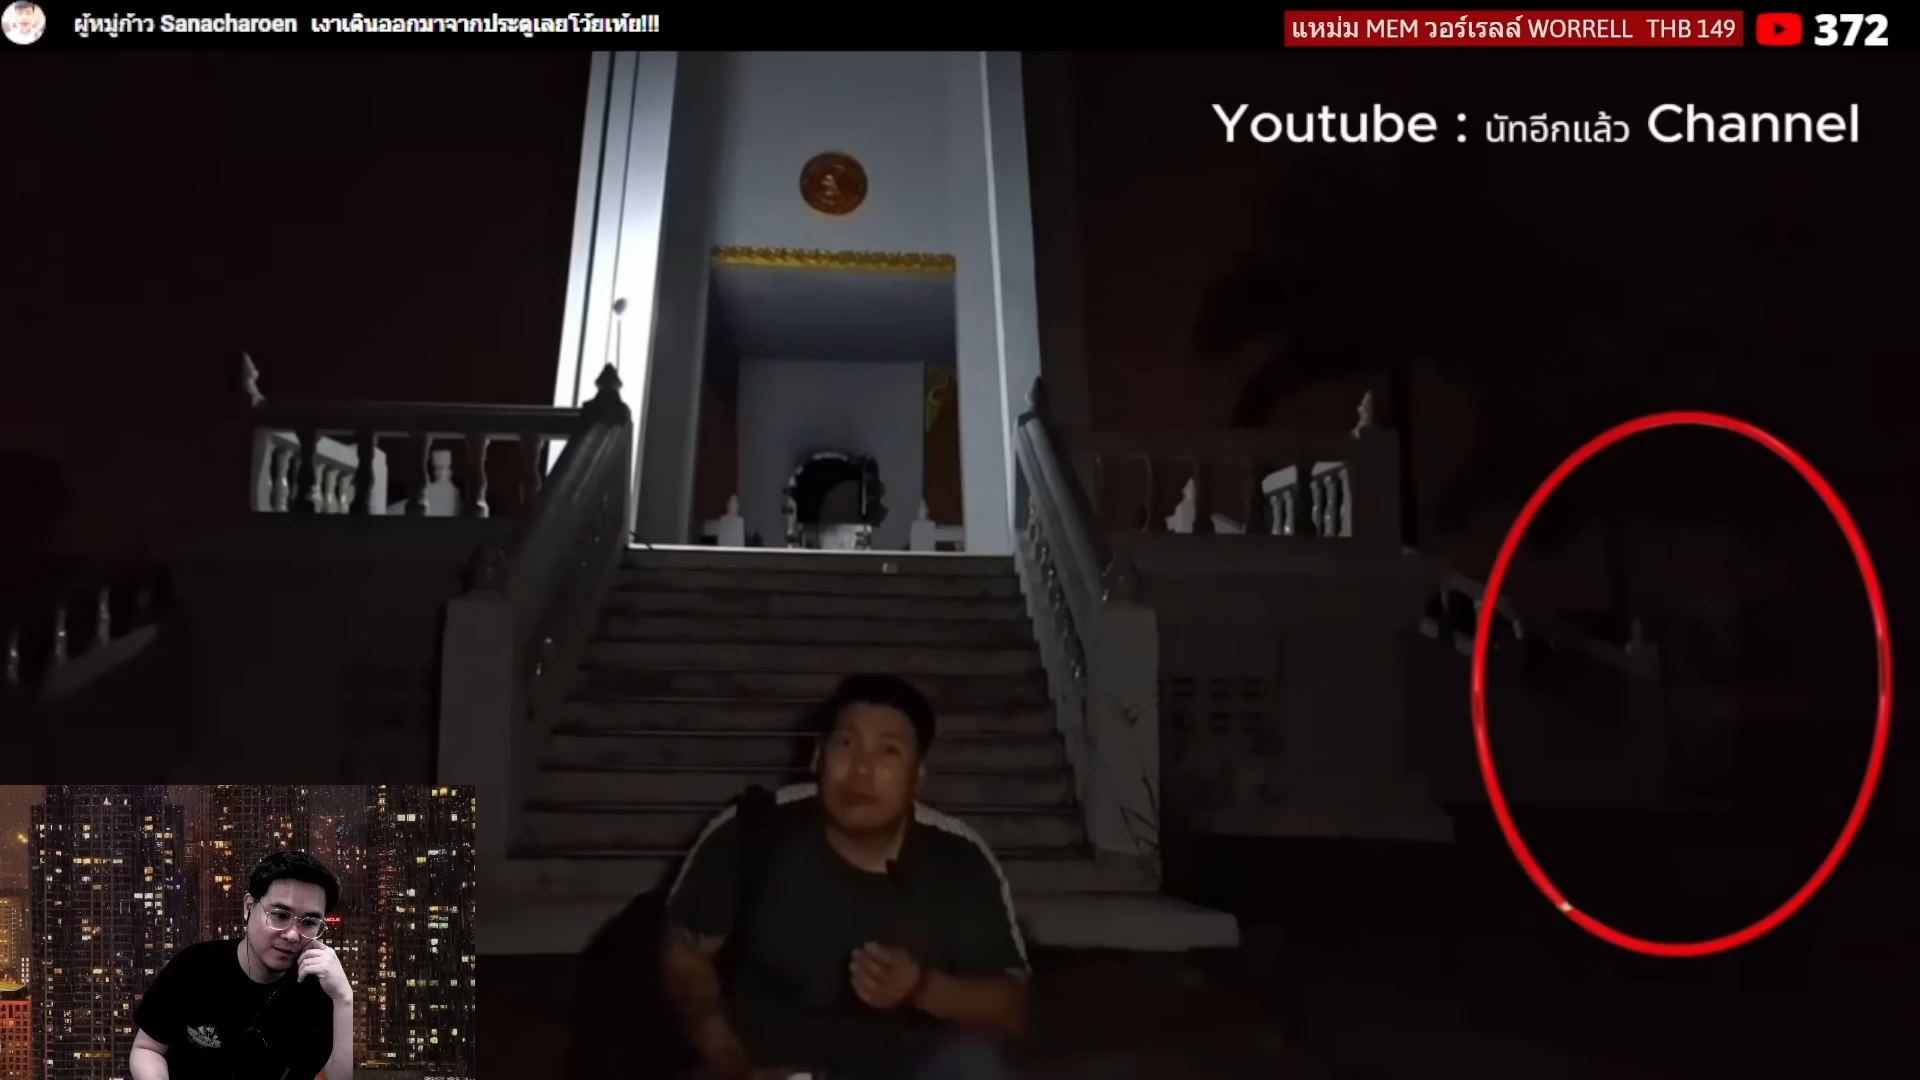 ผู้หมู่ก้าว Sanacharoen เงาเดินออกมาจากประตูเลยโว้ยเห้ย!!!
แหม่ม MEM วอร์เรลล์ WORRELL THB 149
372
Youtube : นัทอีกแล้ว Channel